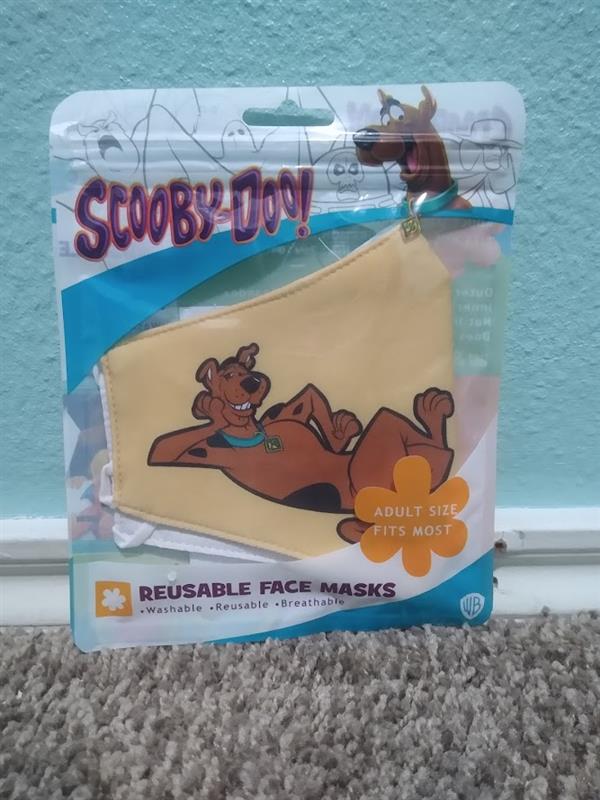 SCOOBY-DOO!
ADULT SIZE
FITS MOST
REUSABLE FACE MASKS
•Washable •Reusable •Breathable
WB